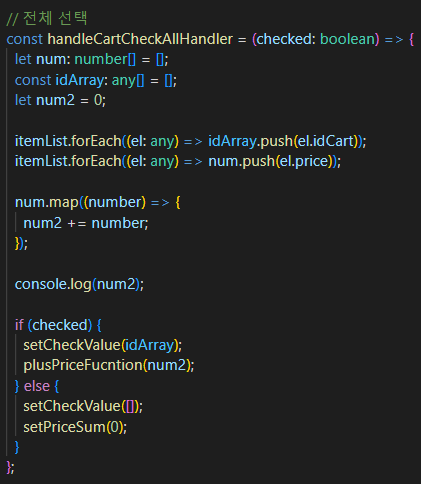 // 전체 선택
const handleCartCheckAllHandler = (checked: boolean) => {
  let num: number[] = [];
  const idArray: any[] = [];
  let num2 = 0;

  itemList.forEach((el: any) => idArray.push(el.idCart));
  itemList.forEach((el: any) => num.push(el.price));

  num.map((number) => {
    num2 += number;
  });

  console.log(num2);

  if (checked) {
    setCheckValue(idArray);
    plusPriceFucntion(num2);
  } else {
    setCheckValue([]);
    setPriceSum(0);
  }
};